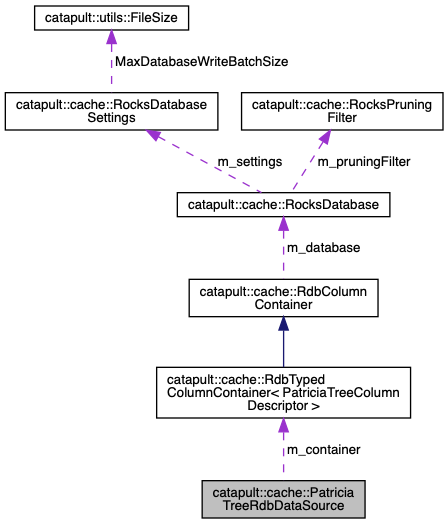 catapult::utils::FileSize
MaxDatabaseWriteBatchSize
catapult::cache::RocksDatabase
Settings
catapult::cache::RocksPruning
Filter
m_settings
m_pruningFilter
catapult::cache::RocksDatabase
m_database
catapult::cache::RdbColumn
Container
catapult::cache::RdbTyped
ColumnContainer< PatriciaTreeColumn
Descriptor >
m_container
catapult::cache::Patricia
TreeRdbDataSource